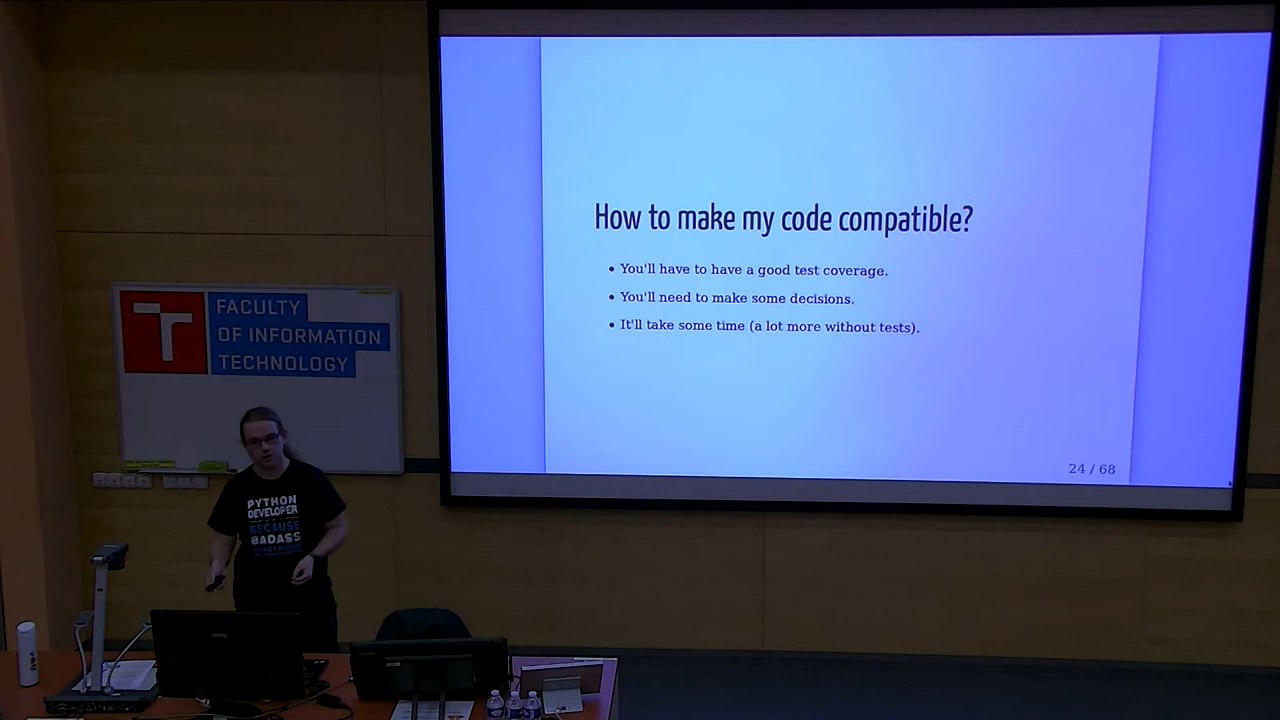 How to make my code compatible?
• You'll have to have a good test coverage.
• You'll need to make some decisions.
• It'll take some time (a lot more without tests).
24 / 68
FACULTY
OF INFORMATION
TECHNOLOGY
PYTHON
DEVELOPER
BECAUSE
BADASS